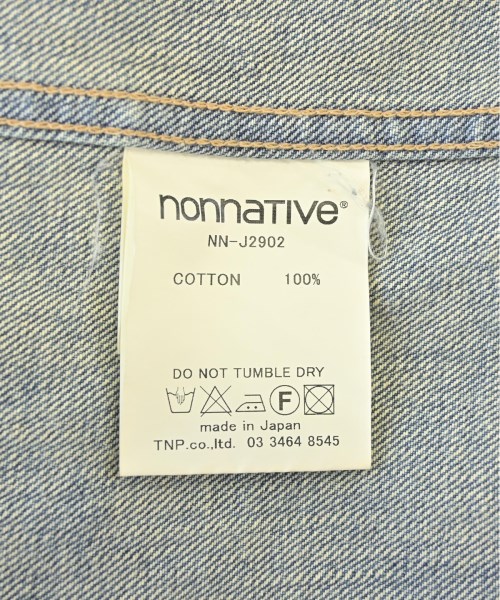 nonnative®
NN-J2902
COTTON 100%
DO NOT TUMBLE DRY
F
made in Japan
TNP.co.,ltd. 03 3464 8545